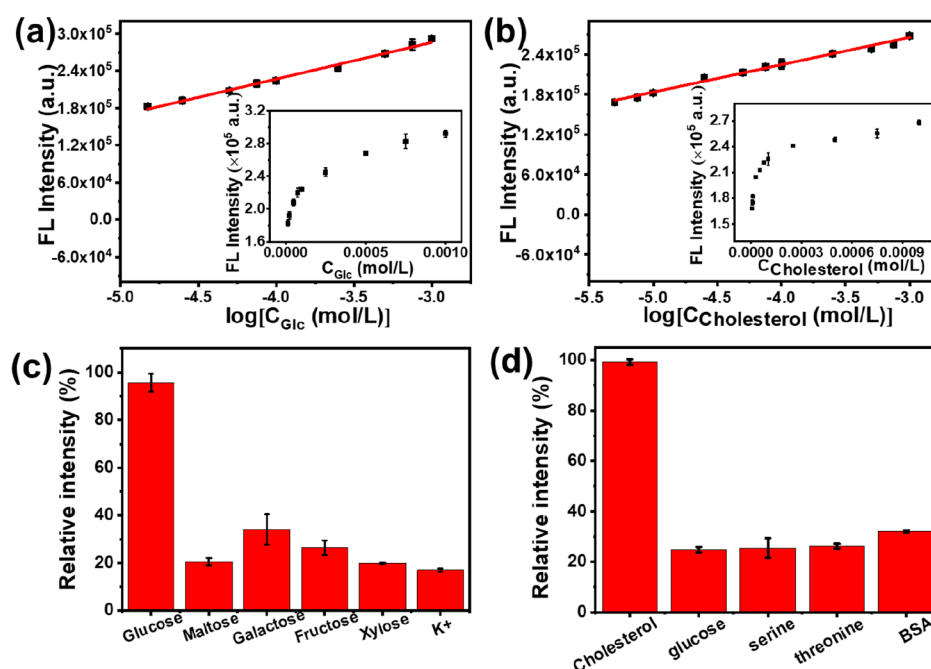 (a)
FL Intensity (a.u.)
3.0x10⁵
2.4x10⁵
1.8x10⁵
1.2x10⁵
6.0x10⁴
0.0
-6.0x10⁴
-5.0 -4.5 -4.0 -3.5 -3.0
log[C_Glc (mol/L)]
FL Intensity (×10⁵ a.u.)
3.2
2.8
2.4
2.0
1.6
0.0000 0.0005 0.0010
C_Glc (mol/L)
(b)
FL Intensity (a.u.)
2.4x10⁵
1.8x10⁵
1.2x10⁵
6.0x10⁴
0.0
-6.0x10⁴
-5.5 -5.0 -4.5 -4.0 -3.5 -3.0
log[C_Cholesterol (mol/L)]
FL Intensity (×10⁵ a.u.)
2.7
2.4
2.1
1.8
1.5
0.0000 0.0003 0.0006 0.0009
C_Cholesterol (mol/L)
(c)
Relative intensity (%)
100
80
60
40
20
0
Glucose Maltose Galactose Fructose Xylose K+
(d)
Relative intensity (%)
100
80
60
40
20
0
Cholesterol glucose serine threonine BSA